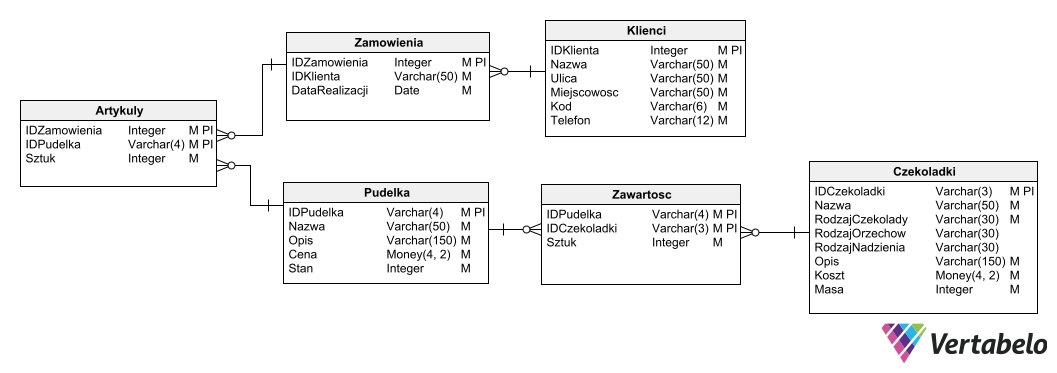 Klienci
IDKlienta Integer M PI
Nazwa Varchar(50) M
Ulica Varchar(50) M
Miejscowosc Varchar(50) M
Kod Varchar(6) M
Telefon Varchar(12) M
Zamowienia
IDZamowienia Integer M PI
IDKlienta Varchar(50) M
DataRealizacji Date M
Artykuly
IDZamowienia Integer M PI
IDPudelka Varchar(4) M PI
Sztuk Integer M
Pudelka
IDPudelka Varchar(4) M PI
Nazwa Varchar(50) M
Opis Varchar(150) M
Cena Money(4, 2) M
Stan Integer M
Zawartosc
IDPudelka Varchar(4) M PI
IDCzekoladki Varchar(3) M PI
Sztuk Integer M
Czekoladki
IDCzekoladki Varchar(3) M PI
Nazwa Varchar(50) M
RodzajCzekolady Varchar(30) M
RodzajOrzechow Varchar(30)
RodzajNadzienia Varchar(30)
Opis Varchar(150) M
Koszt Money(4, 2) M
Masa Integer M
Vertabelo